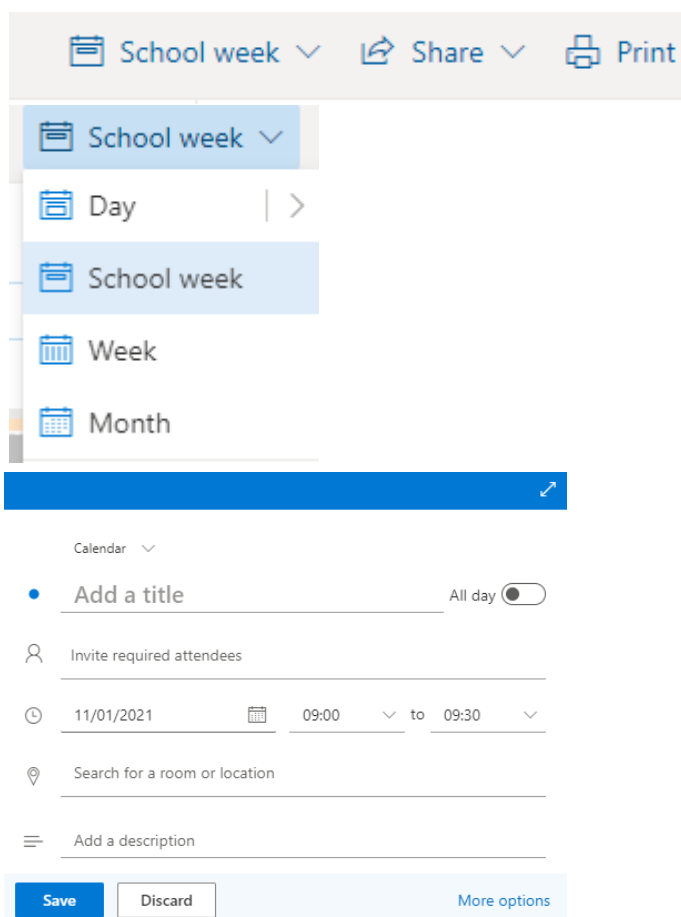 School week Share Print
School week
Day
School week
Week
Month
Calendar
Add a title All day
Invite required attendees
11/01/2021 09:00 to 09:30
Search for a room or location
Add a description
Save Discard More options